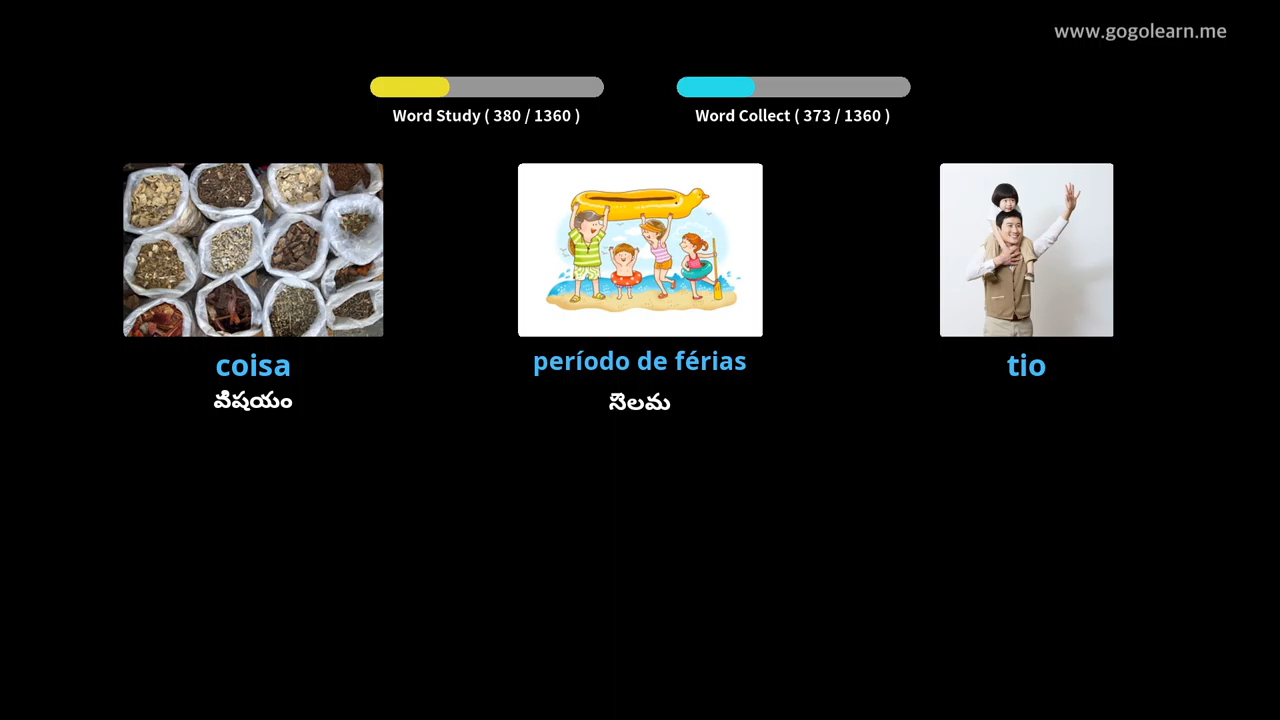 www.gogolearn.me
Word Study ( 380 / 1360 )
Word Collect ( 373 / 1360 )
coisa
విషయం
período de férias
సెలవు
tio